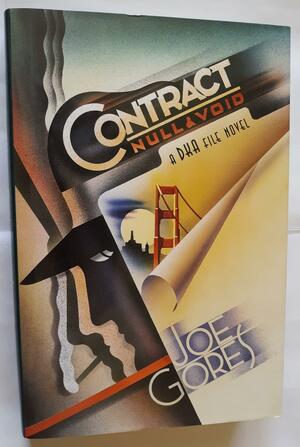 CONTRACT
NULL & VOID
A DKA FILE NOVEL
JOE
GORES